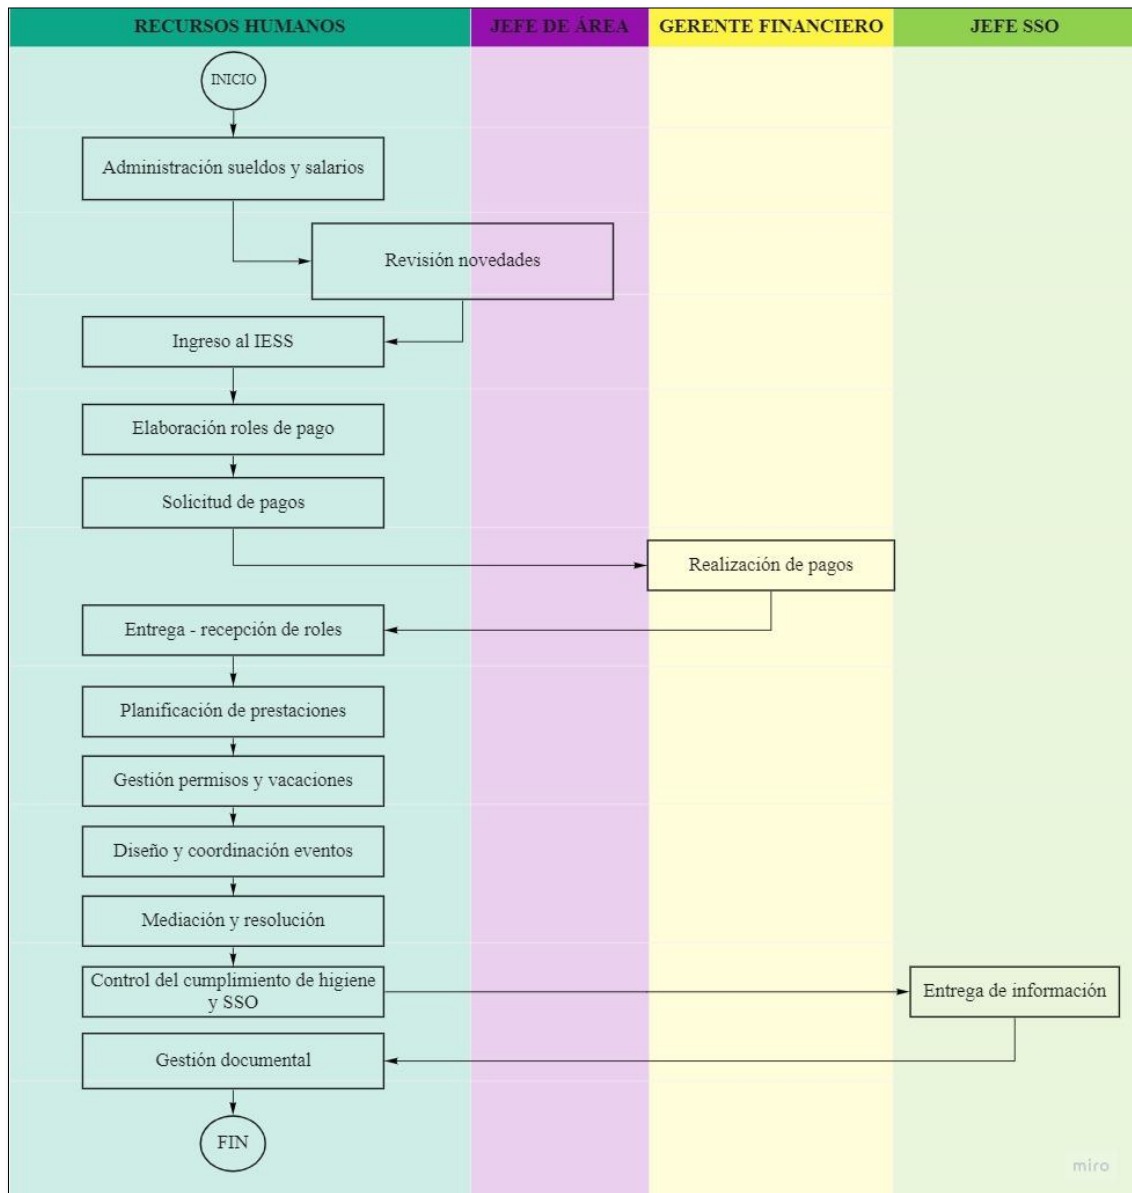 RECURSOS HUMANOS
JEFE DE ÁREA
GERENTE FINANCIERO
JEFE SSO
INICIO
Administración sueldos y salarios
Revisión novedades
Ingreso al IESS
Elaboración roles de pago
Solicitud de pagos
Realización de pagos
Entrega - recepción de roles
Planificación de prestaciones
Gestión permisos y vacaciones
Diseño y coordinación eventos
Mediación y resolución
Control del cumplimiento de higiene
y SSO
Entrega de información
Gestión documental
FIN
miro